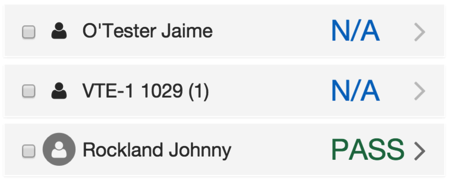 O'Tester Jaime N/A
VTE-1 1029 (1) N/A
Rockland Johnny PASS